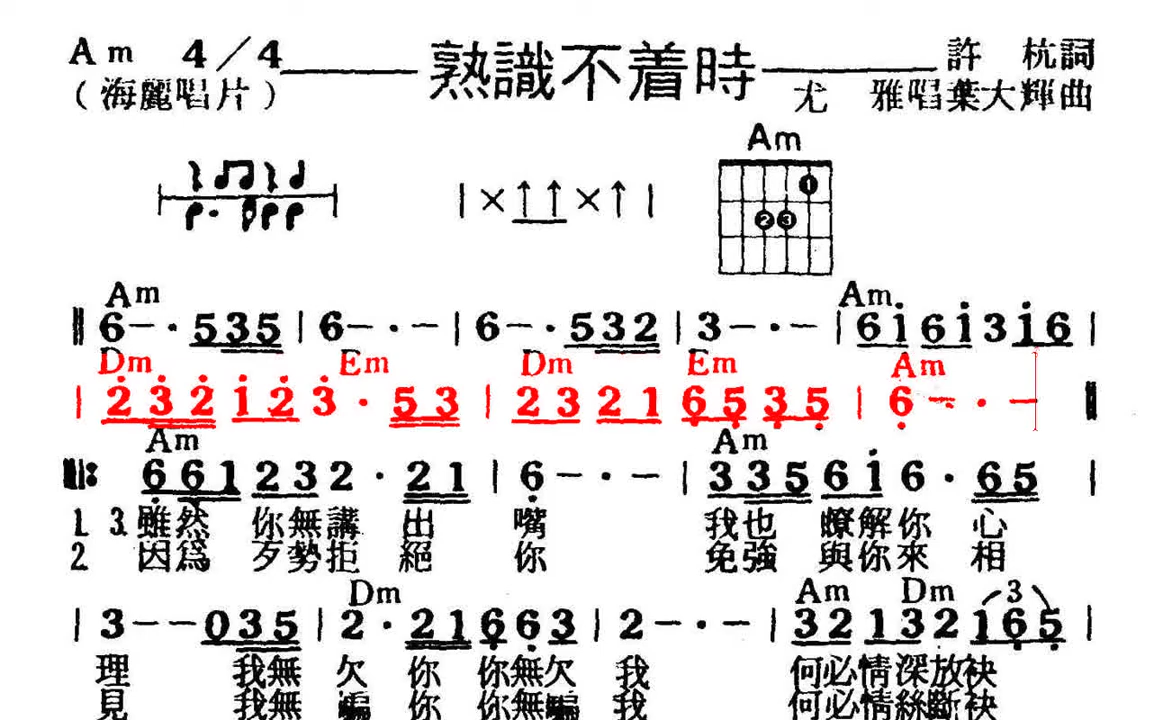 Am 4/4 熟識不着時 許 杭詞
(海麗唱片) 尤 雅唱葉大輝曲
Am
| × ↑ ↑ × ↑ |
1 2 3
Am Am
6 – · 5 3 5 | 6 – · – | 6 – · 5 3 2 | 3 – · – | 6 i 6 i 3 i 6 |
Dm Em Dm Em Am
| 2 3 2 1 2 3 · 5 3 | 2 3 2 1 6 5 3 5 | 6 – · –
Am Am
6 6 1 2 3 2 · 2 1 | 6 – · – | 3 3 5 6 i 6 · 6 5 |
1. 3. 雖然 你無講 出 嘴 我也 瞭解你 心
2 因為 歹勢拒 絕 你 免強 與你來 相
Dm Am Dm 3
| 3 – – 0 3 5 | 2 · 2 1 6 6 3 | 2 – · – | 3 2 1 3 2 1 6 5 |
理 我無 欠 你 你無欠 我 何必情深放袂
見 我無 騙 你 你無騙 我 何必情絲斷袂